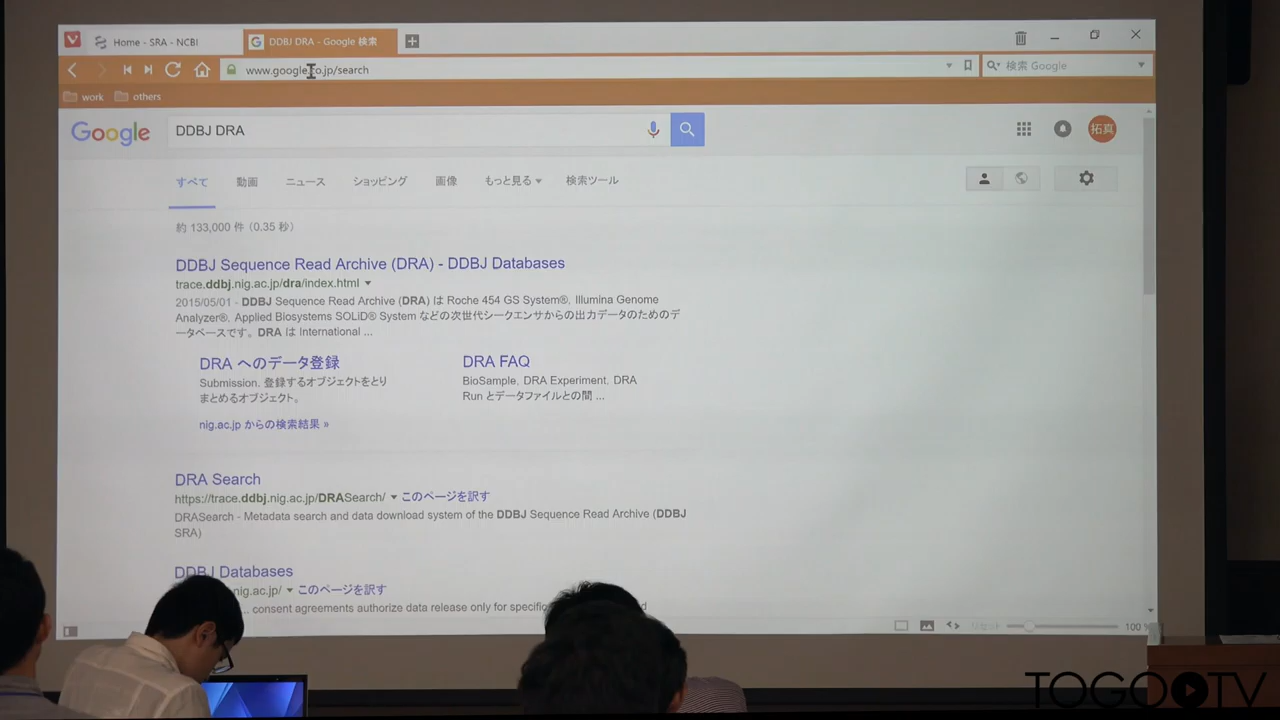 Home - SRA - NCBI
DDBJ DRA - Google 検索
www.google.co.jp/search
検索 Google
work
others
Google
DDBJ DRA
拓真
すべて
動画
ニュース
ショッピング
画像
もっと見る
検索ツール
約 133,000 件 (0.35 秒)
DDBJ Sequence Read Archive (DRA) - DDBJ Databases
trace.ddbj.nig.ac.jp/dra/index.html
2015/05/01 - DDBJ Sequence Read Archive (DRA) は Roche 454 GS System®, Illumina Genome
Analyzer®, Applied Biosystems SOLiD® System などの次世代シークエンサからの出力データのためのデ
ータベースです。 DRA は International ...
DRA へのデータ登録
Submission. 登録するオブジェクトをとり
まとめるオブジェクト。
DRA FAQ
BioSample, DRA Experiment, DRA
Run とデータファイルとの間 ...
nig.ac.jp からの検索結果 »
DRA Search
https://trace.ddbj.nig.ac.jp/DRASearch/ このページを訳す
DRASearch - Metadata search and data download system of the DDBJ Sequence Read Archive (DDBJ
SRA)
DDBJ Databases
nig.ac.jp/ このページを訳す
... consent agreements authorize data release only for specific
リセット
100 %
TOGOTV